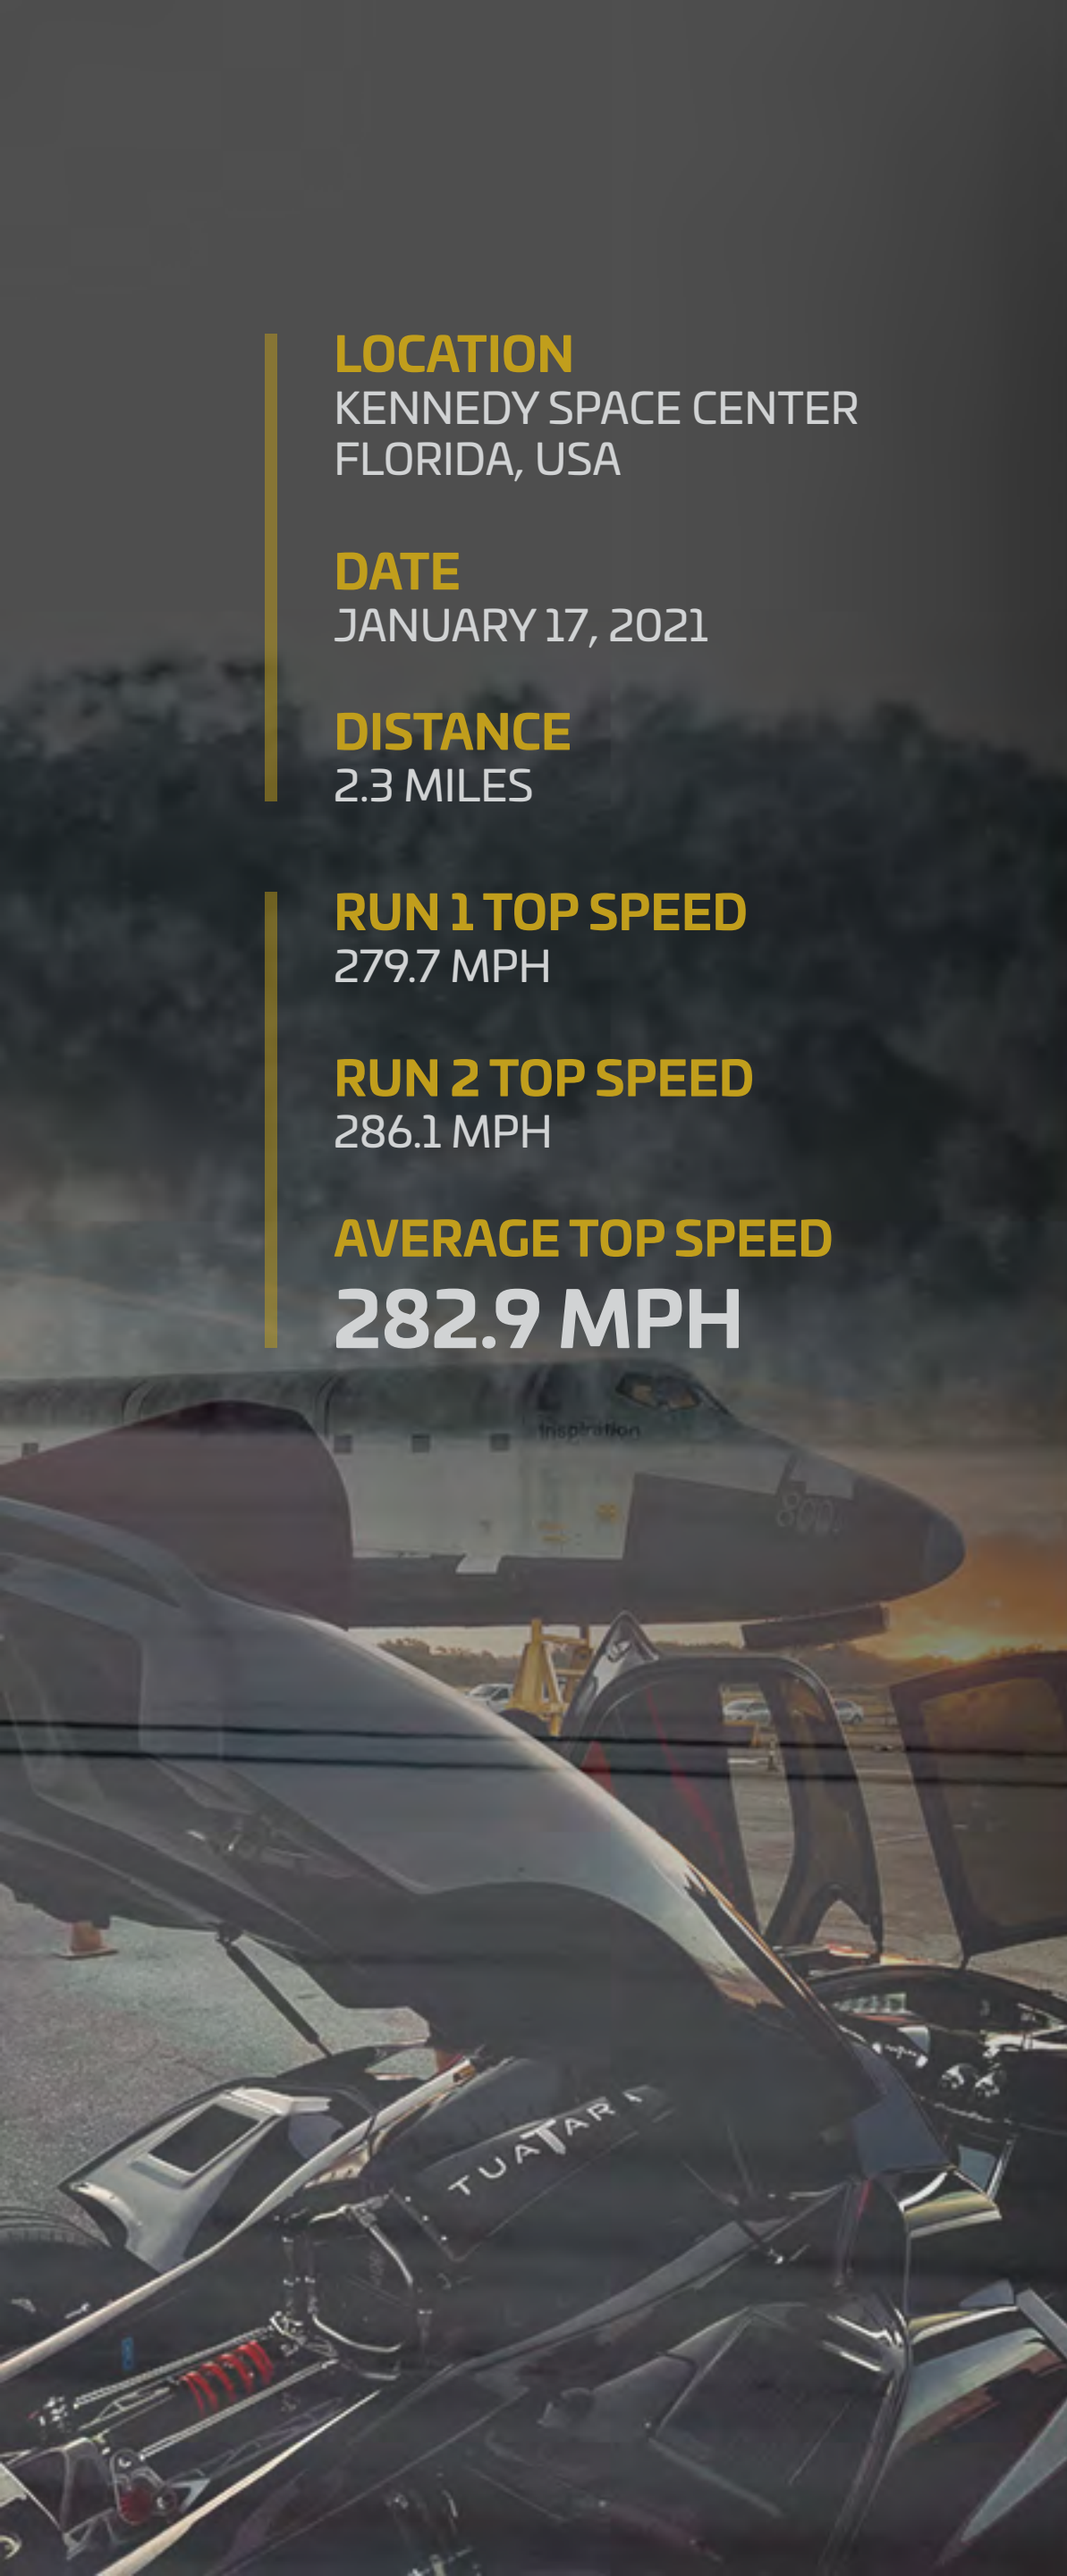 LOCATION
KENNEDY SPACE CENTER
FLORIDA, USA
DATE
JANUARY 17, 2021
DISTANCE
2.3 MILES
RUN 1 TOP SPEED
279.7 MPH
RUN 2 TOP SPEED
286.1 MPH
AVERAGE TOP SPEED
282.9 MPH
Inspiration
TUATAR